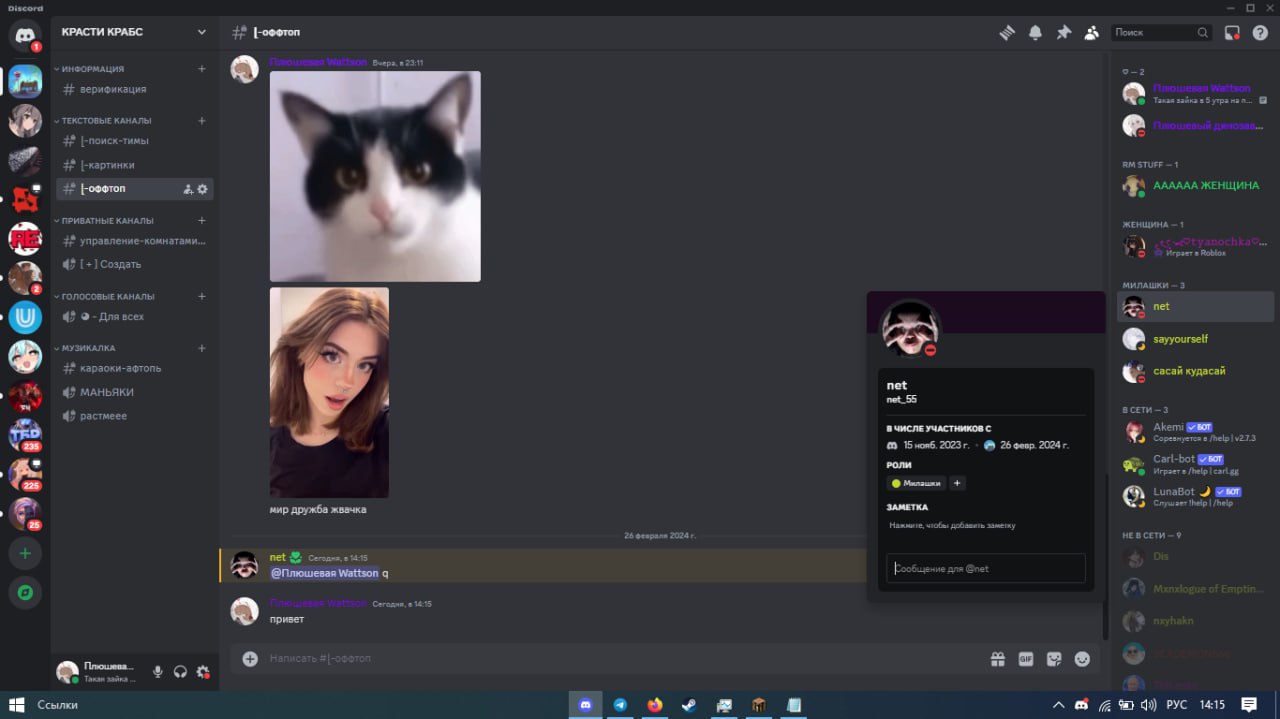 Discord
КРАСТИ КРАБС
ИНФОРМАЦИЯ
верификация
ТЕКСТОВЫЕ КАНАЛЫ
[-поиск-тимы
[-картинки
[-оффтоп
ПРИВАТНЫЕ КАНАЛЫ
управление-комнатами...
[ + ] Создать
ГОЛОСОВЫЕ КАНАЛЫ
- Для всех
МУЗИКАЛКА
караоки-афтопь
МАНЬЯКИ
растмеее
1
2
235
225
25
Плюшева...
Такая зайка ...
[-оффтоп
Поиск
Плюшевая Wattson Вчера, в 23:11
мир дружба жвачка
26 февраля 2024 г.
net Сегодня, в 14:15
@Плюшевая Wattson q
Плюшевая Wattson Сегодня, в 14:15
привет
Написать #[-оффтоп
GIF
net
net_55
В ЧИСЛЕ УЧАСТНИКОВ С
15 нояб. 2023 г. • 26 февр. 2024 г.
РОЛИ
Милашки +
ЗАМЕТКА
Нажмите, чтобы добавить заметку
Сообщение для @net
— 2
Плюшевая Wattson
Такая зайка в 5 утра на п...
Плюшевый динозав...
RM STUFF — 1
АААААА ЖЕНЩИНА
ЖЕНЩИНА — 1
tyanochka♡...
Играет в Roblox
МИЛАШКИ — 3
net
sayyourself
сасай кудасай
В СЕТИ — 3
Akemi ✓ БОТ
Соревнуется в /help | v2.7.3
Carl-bot ✓ БОТ
Играет в /help | carl.gg
LunaBot 🌙 ✓ БОТ
Слушает !help | /help
НЕ В СЕТИ — 9
Dis
Mxnxlogue of Emptin...
nxyhakn
Ссылки
РУС
14:15